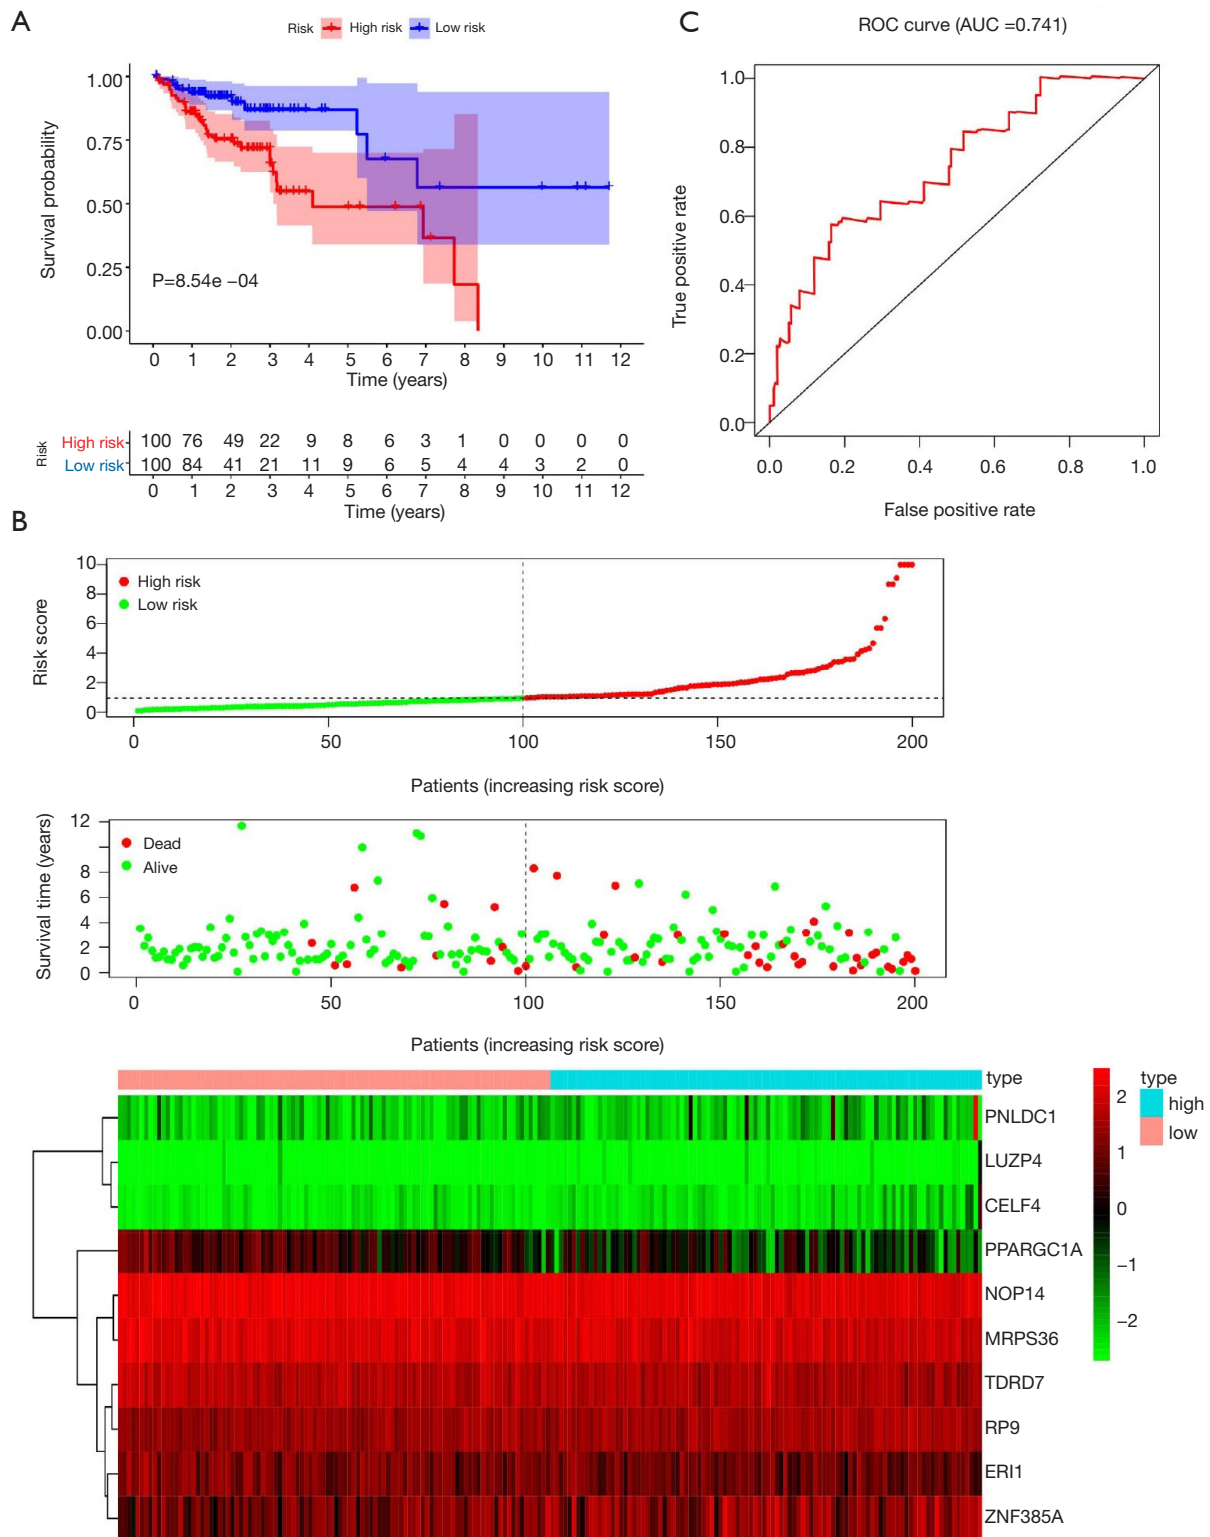 A
Risk High risk Low risk
Survival probability
1.00
0.75
0.50
0.25
0.00
P=8.54e −04
0 1 2 3 4 5 6 7 8 9 10 11 12
Time (years)
Risk
High risk 100 76 49 22 9 8 6 3 1 0 0 0 0
Low risk 100 84 41 21 11 9 6 5 4 4 3 2 0
0 1 2 3 4 5 6 7 8 9 10 11 12
Time (years)
C
ROC curve (AUC =0.741)
True positive rate
1.0
0.8
0.6
0.4
0.2
0.0
0.0 0.2 0.4 0.6 0.8 1.0
False positive rate
B
Risk score
10
8
6
4
2
0
High risk
Low risk
0 50 100 150 200
Patients (increasing risk score)
Survival time (years)
12
8
6
4
2
0
Dead
Alive
0 50 100 150 200
Patients (increasing risk score)
type
PNLDC1
LUZP4
CELF4
PPARGC1A
NOP14
MRPS36
TDRD7
RP9
ERI1
ZNF385A
2
1
0
−1
−2
type
high
low